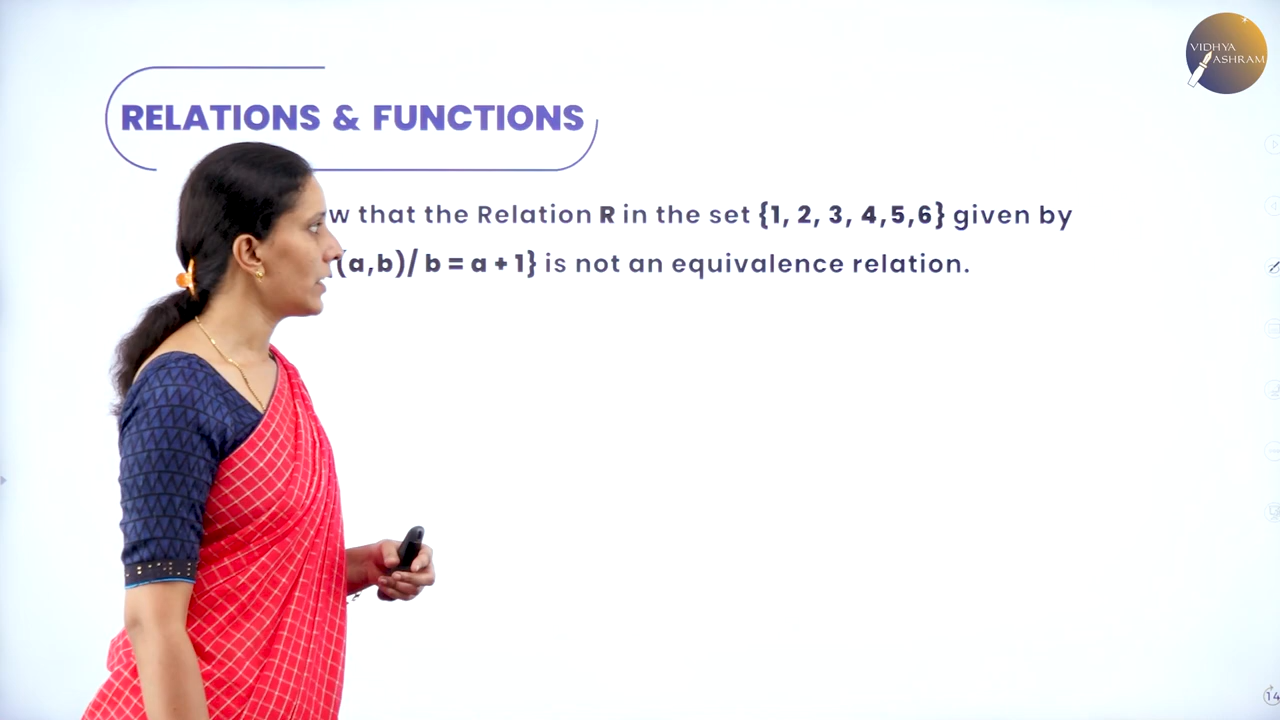 VIDHYA
ASHRAM
RELATIONS & FUNCTIONS
w that the Relation R in the set {1, 2, 3, 4,5,6} given by
(a,b)/ b = a + 1} is not an equivalence relation.
14